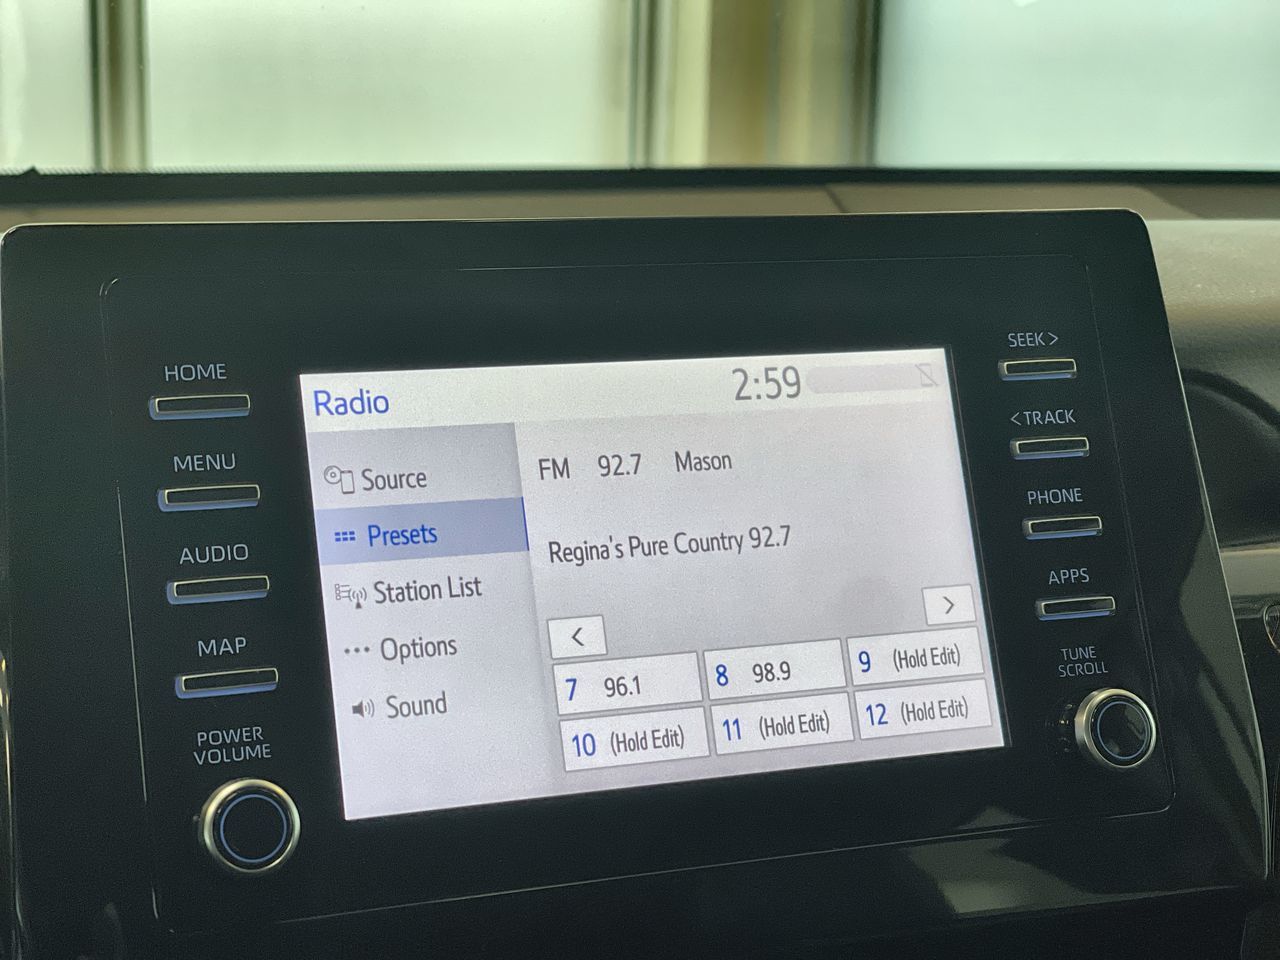 HOME
MENU
AUDIO
MAP
POWER
VOLUME
Radio
2:59
Source
Presets
Station List
Options
Sound
FM 92.7 Mason
Regina's Pure Country 92.7
<
>
7 96.1
8 98.9
9 (Hold Edit)
10 (Hold Edit)
11 (Hold Edit)
12 (Hold Edit)
SEEK>
<TRACK
PHONE
APPS
TUNE
SCROLL